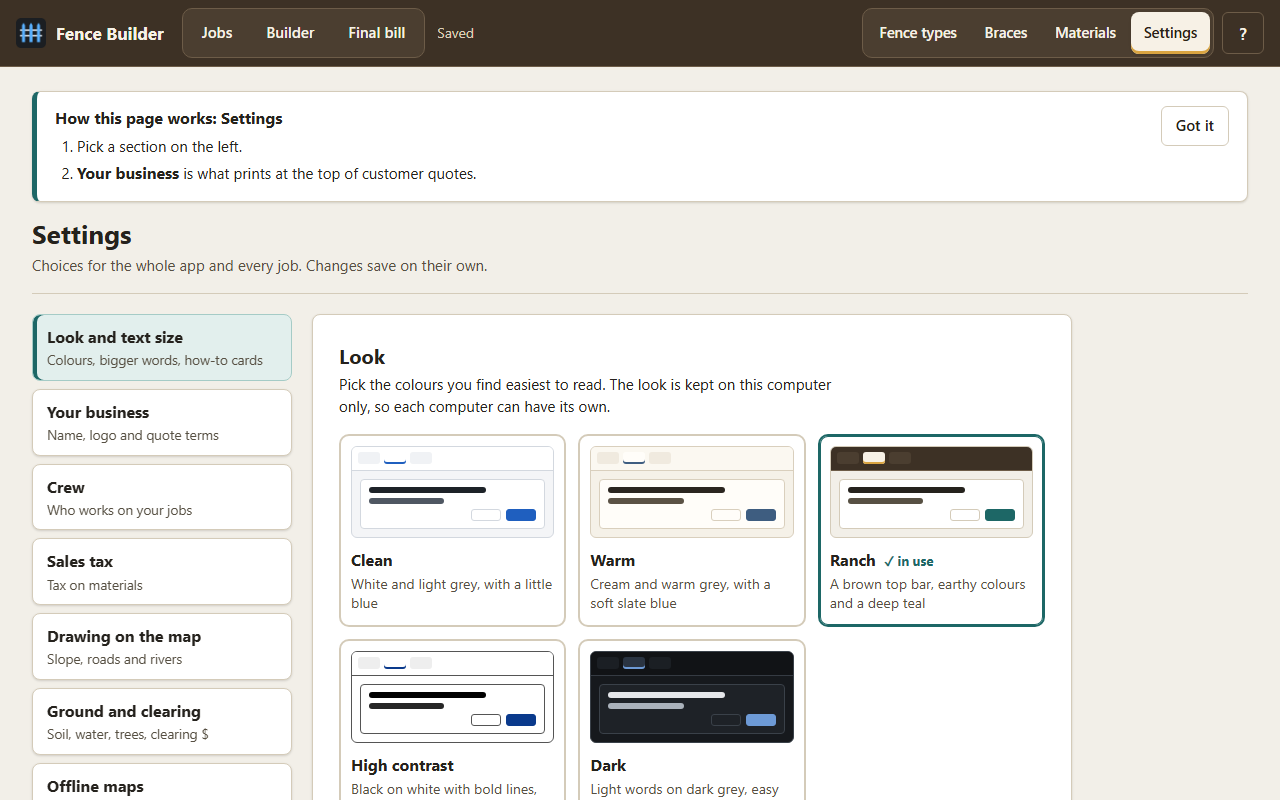 Fence Builder
Jobs
Builder
Final bill
Saved
Fence types
Braces
Materials
Settings
?
How this page works: Settings
1. Pick a section on the left.
2. Your business is what prints at the top of customer quotes.
Got it
Settings
Choices for the whole app and every job. Changes save on their own.
Look and text size
Colours, bigger words, how-to cards
Your business
Name, logo and quote terms
Crew
Who works on your jobs
Sales tax
Tax on materials
Drawing on the map
Slope, roads and rivers
Ground and clearing
Soil, water, trees, clearing $
Offline maps
Look
Pick the colours you find easiest to read. The look is kept on this computer
only, so each computer can have its own.
Clean
White and light grey, with a little
blue
Warm
Cream and warm grey, with a
soft slate blue
Ranch ✓ in use
A brown top bar, earthy colours
and a deep teal
High contrast
Black on white with bold lines,
Dark
Light words on dark grey, easy